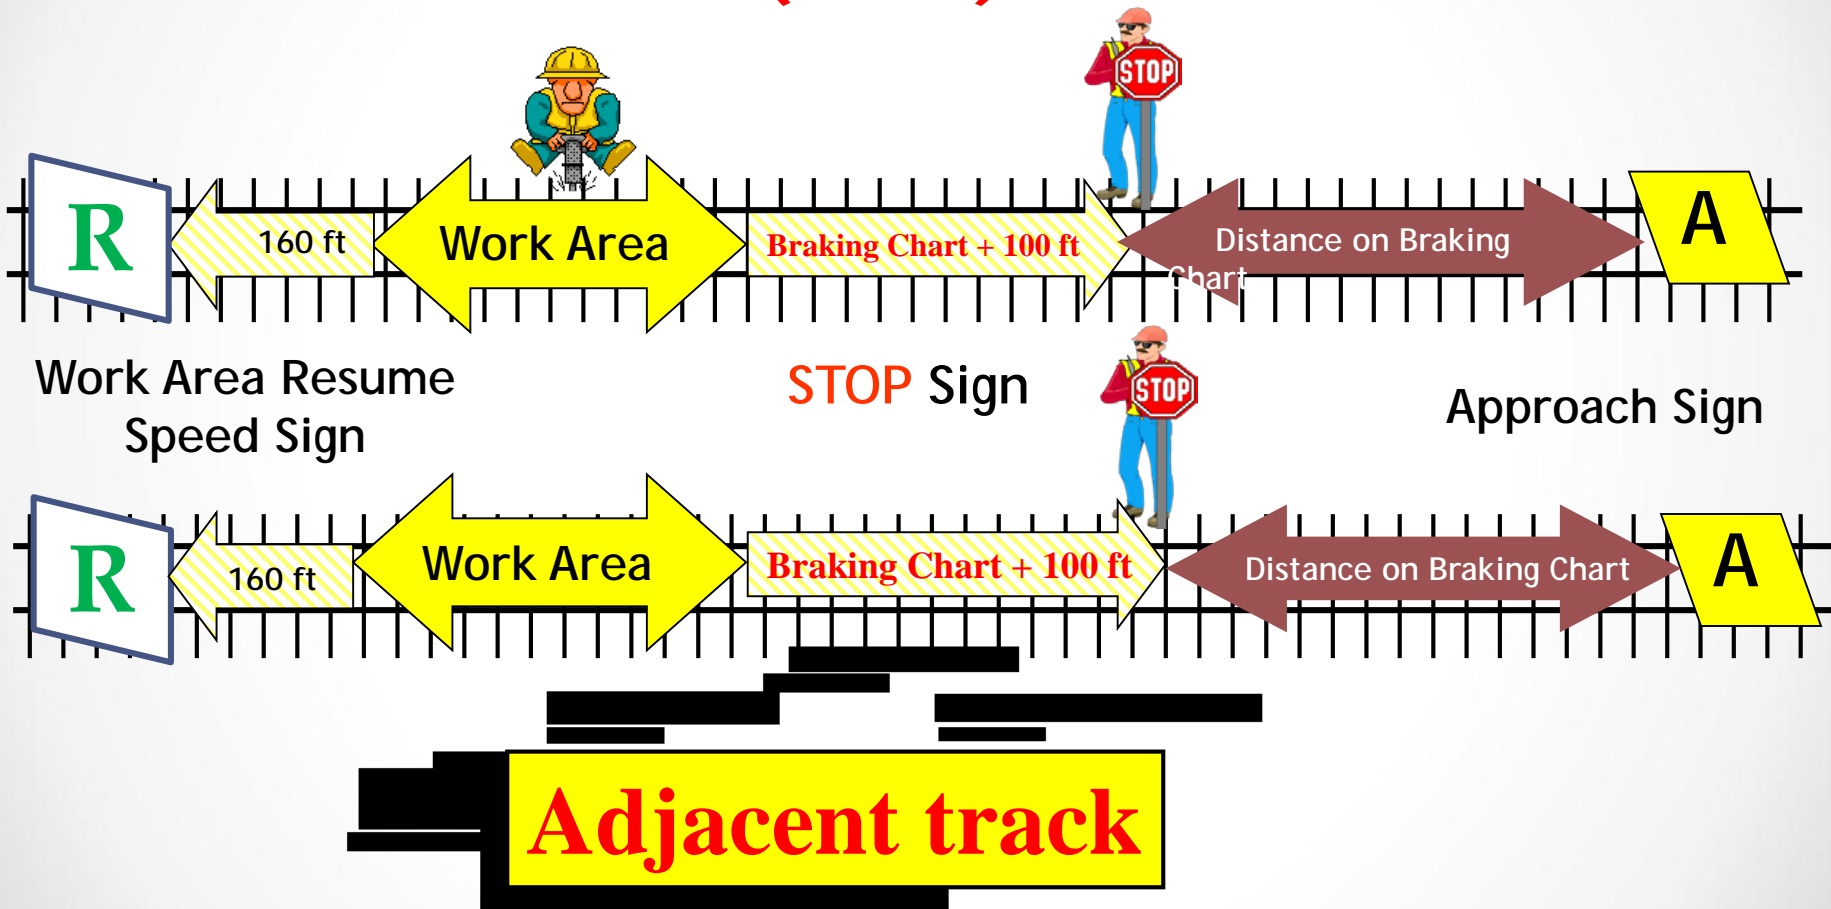 STOP
R
160 ft
Work Area
Braking Chart + 100 ft
Distance on Braking
Chart
A
Work Area Resume
Speed Sign
STOP Sign
STOP
Approach Sign
R
160 ft
Work Area
Braking Chart + 100 ft
Distance on Braking Chart
A
Adjacent track